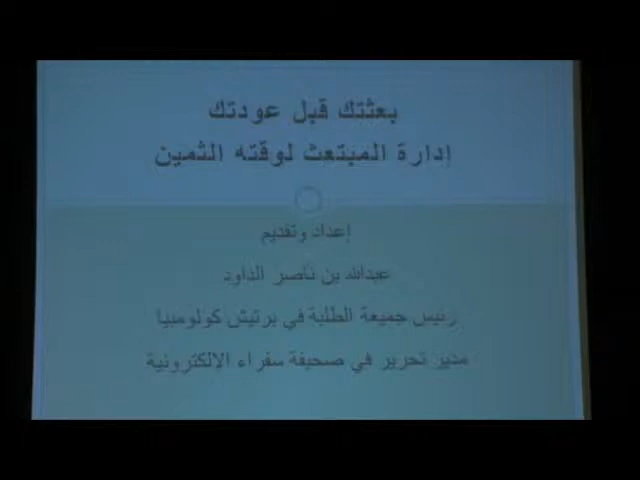 بعثتك قبل عودتك
إدارة المبتعث لوقته الثمين
إعداد وتقديم
عبدالله بن ناصر الداود
رئيس جميعة الطلبة في برتيش كولومبيا
مدير تحرير في صحيفة سفراء الالكترونية